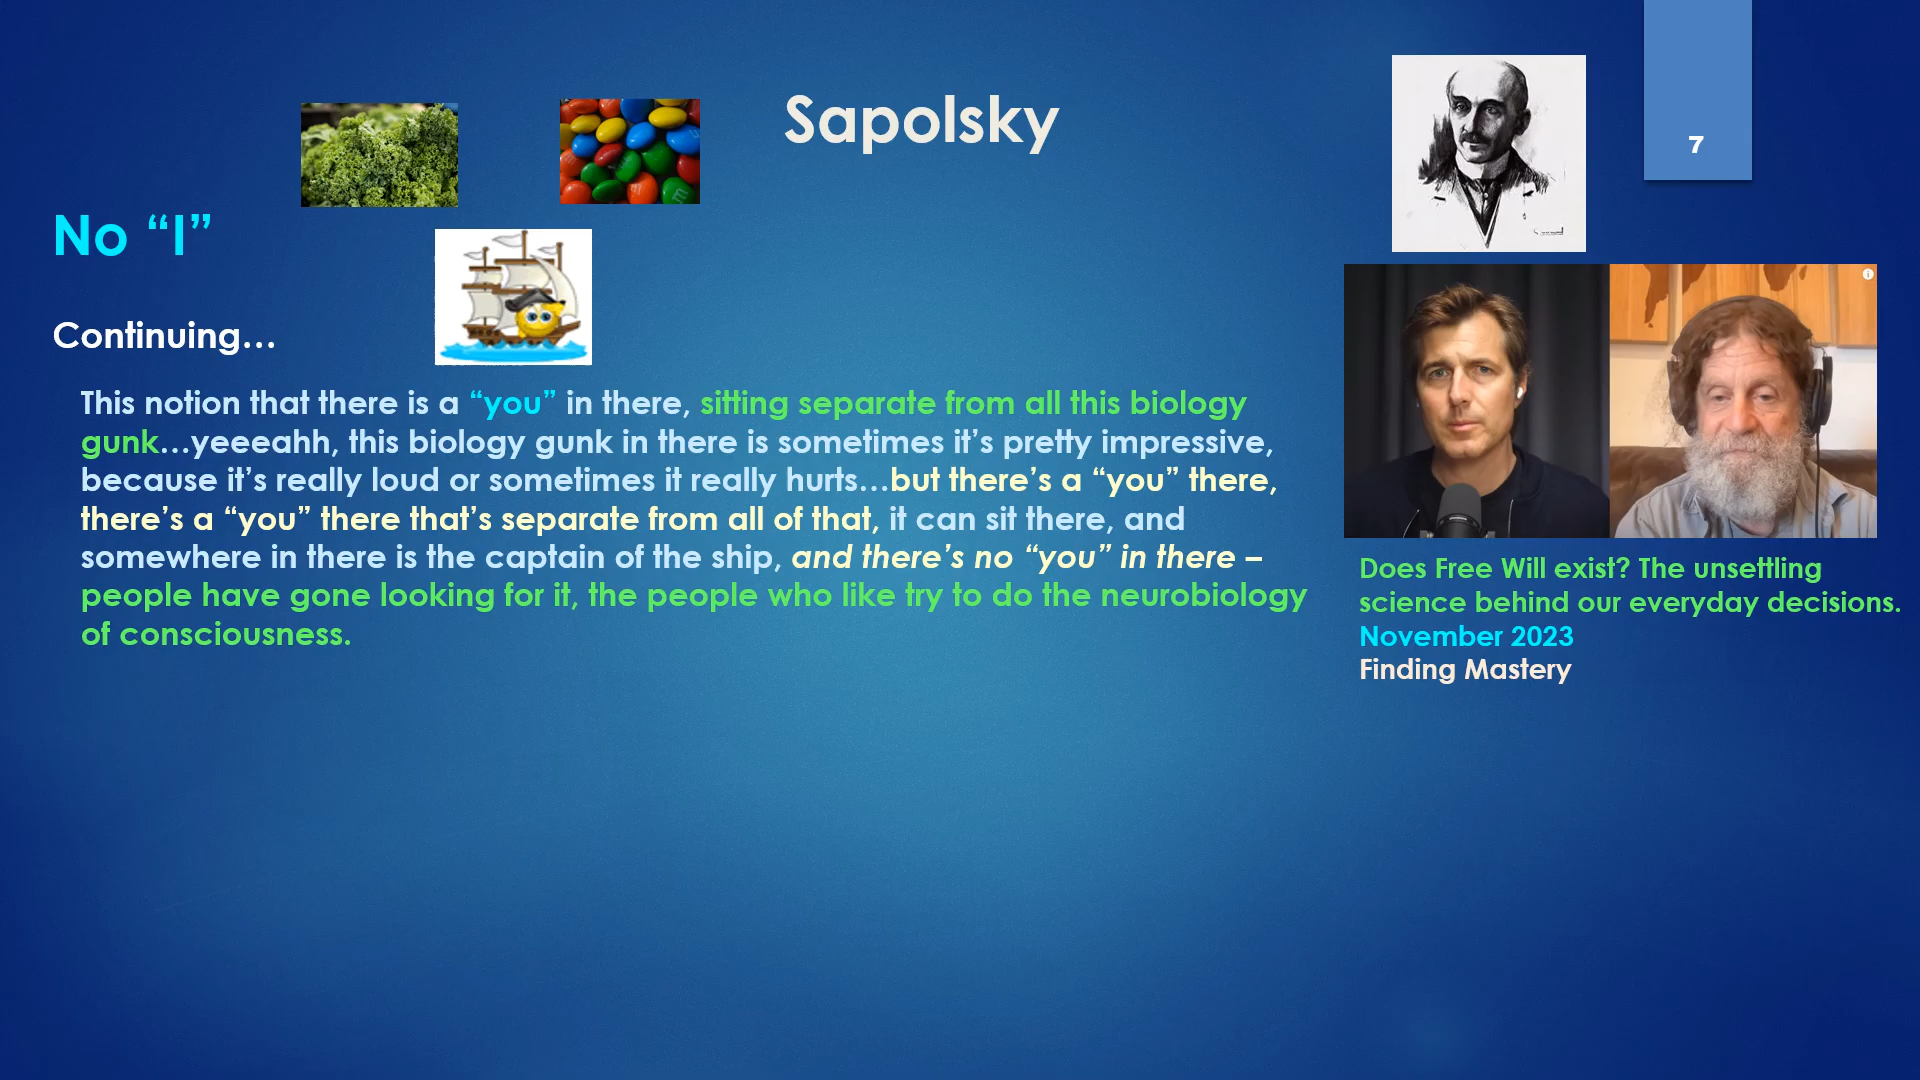 Sapolsky
7
No “I”
Continuing…
This notion that there is a “you” in there, sitting separate from all this biology
gunk…yeeeahh, this biology gunk in there is sometimes it’s pretty impressive,
because it’s really loud or sometimes it really hurts…but there’s a “you” there,
there’s a “you” there that’s separate from all of that, it can sit there, and
somewhere in there is the captain of the ship, and there’s no “you” in there –
people have gone looking for it, the people who like try to do the neurobiology
of consciousness.
Does Free Will exist? The unsettling
science behind our everyday decisions.
November 2023
Finding Mastery